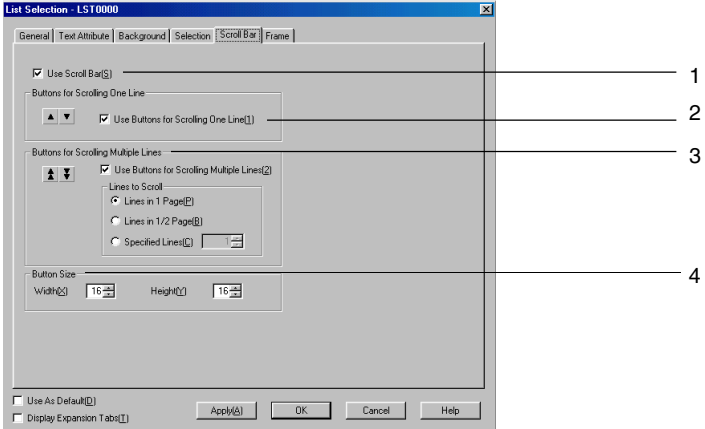 List Selection - LST0000
General Text Attribute Background Selection Scroll Bar Frame
Use Scroll Bar(S) 1
Buttons for Scrolling One Line
Use Buttons for Scrolling One Line(1) 2
Buttons for Scrolling Multiple Lines 3
Use Buttons for Scrolling Multiple Lines(2)
Lines to Scroll
Lines in 1 Page(P)
Lines in 1/2 Page(B)
Specified Lines(C) 1
Button Size 4
Width(X) 16 Height(Y) 16
Use As Default(D)
Display Expansion Tabs(T)
Apply(A) OK Cancel Help